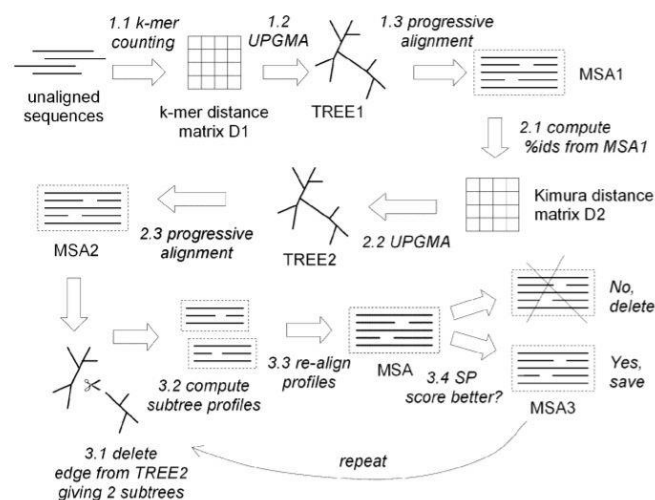 1.1 k-mer
counting
1.2
UPGMA
1.3 progressive
alignment
unaligned
sequences
k-mer distance
matrix D1
TREE1
MSA1
2.1 compute
%ids from MSA1
Kimura distance
matrix D2
2.2 UPGMA
TREE2
2.3 progressive
alignment
MSA2
3.1 delete
edge from TREE2
giving 2 subtrees
3.2 compute
subtree profiles
3.3 re-align
profiles
MSA
3.4 SP
score better?
No,
delete
Yes,
save
MSA3
repeat